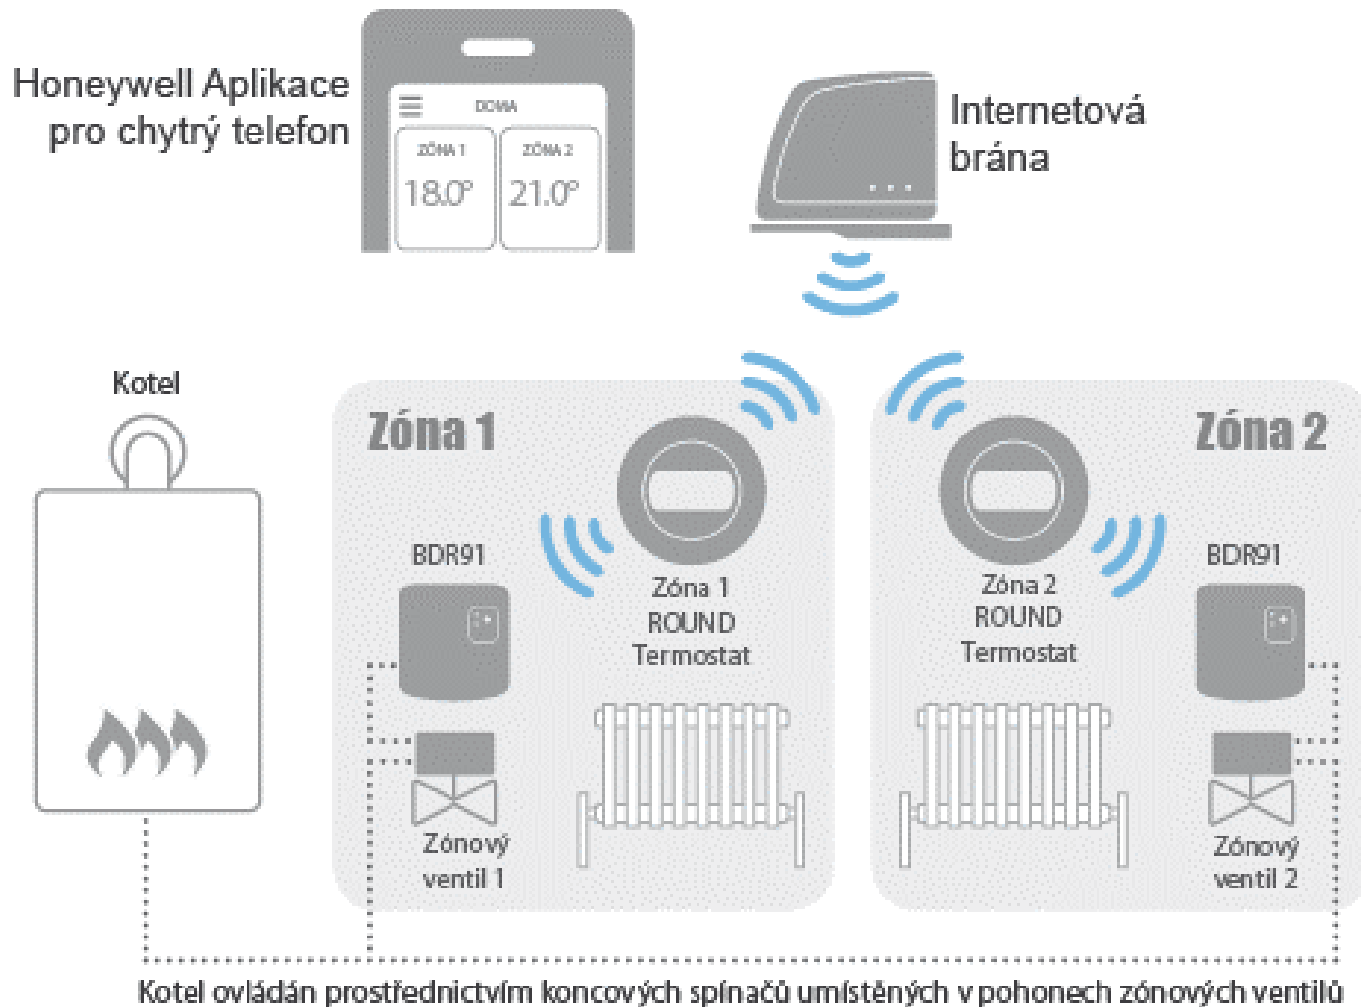 Honeywell Aplikace
pro chytrý telefon
DOMA
ZÓNA 1
ZÓNA 2
18.0°
21.0°
Internetová
brána
Kotel
Zóna 1
Zóna 2
BDR91
Zóna 1
ROUND
Termostat
Zóna 2
ROUND
Termostat
BDR91
Zónový
ventil 1
Zónový
ventil 2
Kotel ovládán prostřednictvím koncových spínačů umístěných v pohonech zónových ventilů